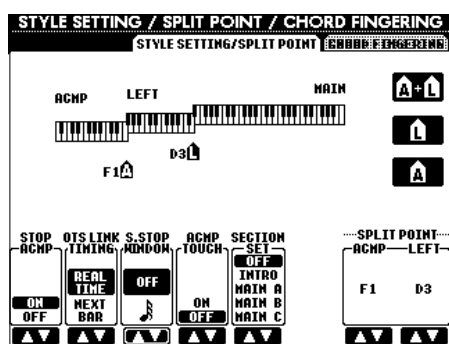 STYLE SETTING / SPLIT POINT / CHORD FINGERING
STYLE SETTING/SPLIT POINT CHORD FINGERING
ACMP LEFT MAIN
A+L
L
A
D3 L
F1 A
STOP ACMP
ON
OFF
OTS LINK TIMING
REAL TIME
NEXT BAR
S.STOP WINDOW
OFF
ACMP TOUCH
ON
OFF
SECTION SET
OFF
INTRO
MAIN A
MAIN B
MAIN C
SPLIT POINT
ACMP LEFT
F1 D3